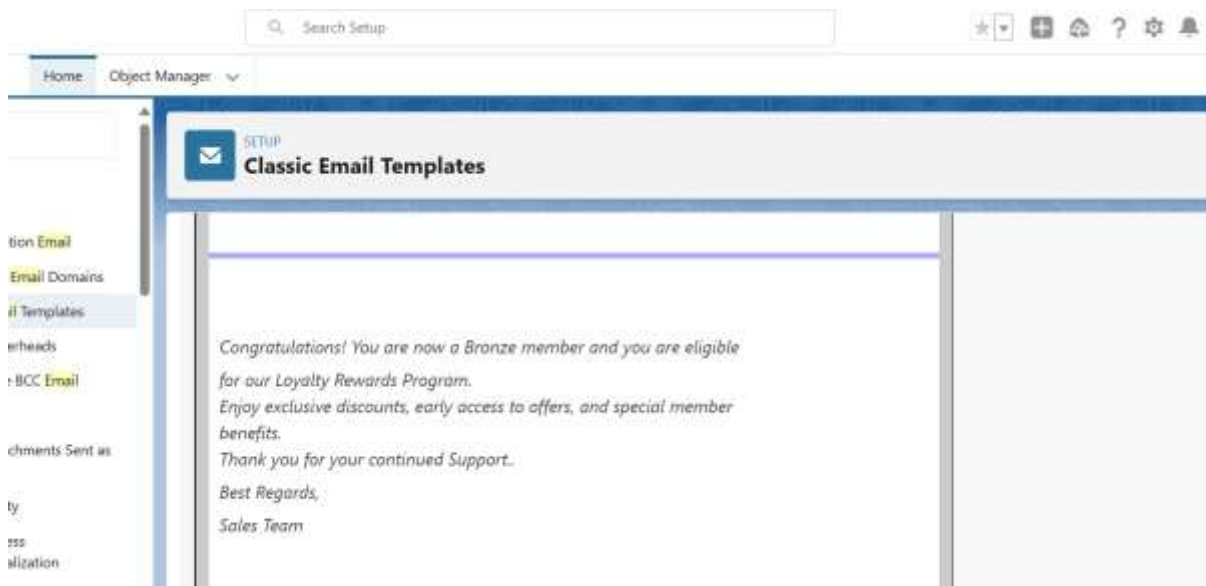 Search Setup
Home Object Manager
SETUP
Classic Email Templates
tion Email
Email Domains
il Templates
erheads
BCC Email
chments Sent as
ty
ess
alization
Congratulations! You are now a Bronze member and you are eligible
for our Loyalty Rewards Program.
Enjoy exclusive discounts, early access to offers, and special member
benefits.
Thank you for your continued Support..
Best Regards,
Sales Team